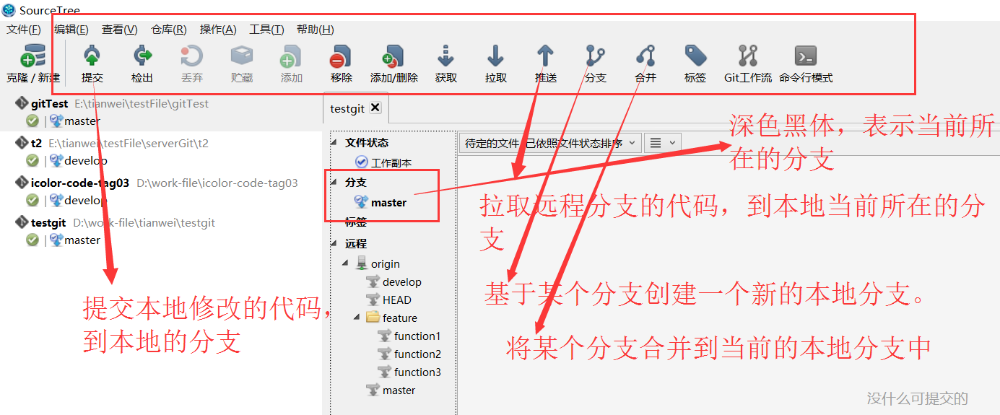 SourceTree
文件(F) 编辑(E) 查看(V) 仓库(R) 操作(A) 工具(T) 帮助(H)
克隆 / 新建 提交 检出 丢弃 贮藏 添加 移除 添加/删除 获取 拉取 推送 分支 合并 标签 Git工作流 命令行模式
gitTest E:\tianwei\testFile\gitTest
master
t2 E:\tianwei\testFile\serverGit\t2
develop
icolor-code-tag03 D:\work-file\icolor-code-tag03
develop
testgit D:\work-file\tianwei\testgit
master
testgit
文件状态
工作副本
分支
master
标签
远程
origin
develop
HEAD
feature
function1
function2
function3
master
待定的文件, 已依照文件状态排序
深色黑体，表示当前所
在的分支
拉取远程分支的代码，到本地当前所在的分
支
基于某个分支创建一个新的本地分支。
将某个分支合并到当前的本地分支中
提交本地修改的代码，
到本地的分支
没什么可提交的